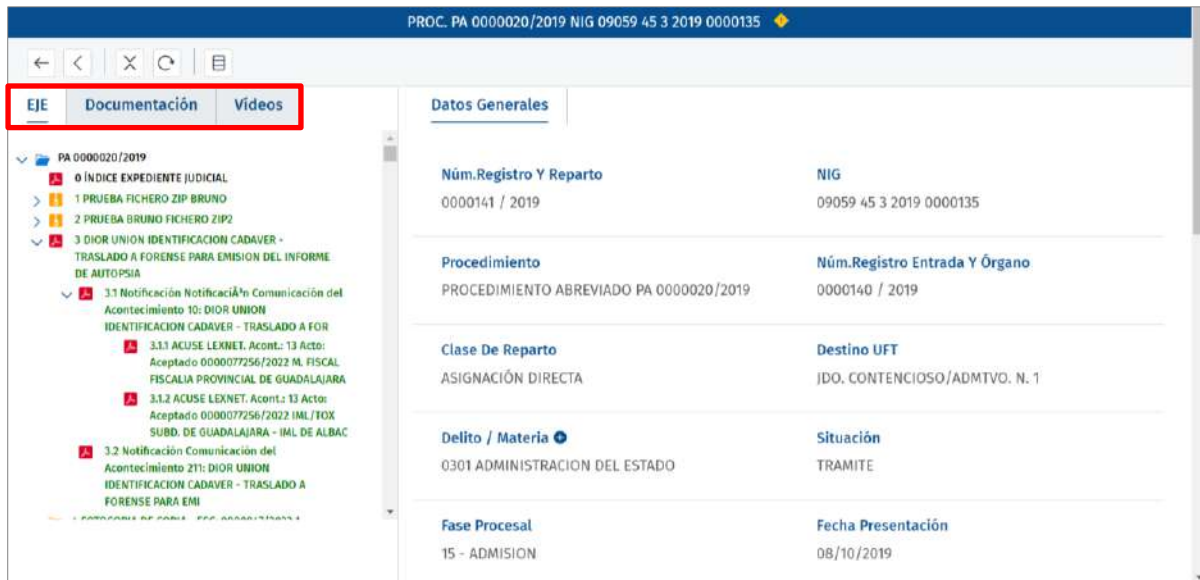 PROC. PA 0000020/2019 NIG 09059 45 3 2019 0000135
EJE Documentación Vídeos
PA 0000020/2019
0 ÍNDICE EXPEDIENTE JUDICIAL
1 PRUEBA FICHERO ZIP BRUNO
2 PRUEBA BRUNO FICHERO ZIP2
3 DIOR UNION IDENTIFICACION CADAVER -
TRASLADO A FORENSE PARA EMISION DEL INFORME
DE AUTOPSIA
3.1 Notificación NotificaciÃ³n Comunicación del
Acontecimiento 10: DIOR UNION
IDENTIFICACION CADAVER - TRASLADO A FOR
3.1.1 ACUSE LEXNET. Acont.: 13 Acto:
Aceptado 0000077256/2022 M. FISCAL
FISCALIA PROVINCIAL DE GUADALAJARA
3.1.2 ACUSE LEXNET. Acont.: 13 Acto:
Aceptado 0000077256/2022 IML/TOX
SUBD. DE GUADALAJARA - IML DE ALBAC
3.2 Notificación Comunicación del
Acontecimiento 211: DIOR UNION
IDENTIFICACION CADAVER - TRASLADO A
FORENSE PARA EMI
Datos Generales
Núm.Registro Y Reparto
0000141 / 2019
NIG
09059 45 3 2019 0000135
Procedimiento
PROCEDIMIENTO ABREVIADO PA 0000020/2019
Núm.Registro Entrada Y Órgano
0000140 / 2019
Clase De Reparto
ASIGNACIÓN DIRECTA
Destino UFT
JDO. CONTENCIOSO/ADMTVO. N. 1
Delito / Materia
0301 ADMINISTRACION DEL ESTADO
Situación
TRAMITE
Fase Procesal
15 - ADMISION
Fecha Presentación
08/10/2019